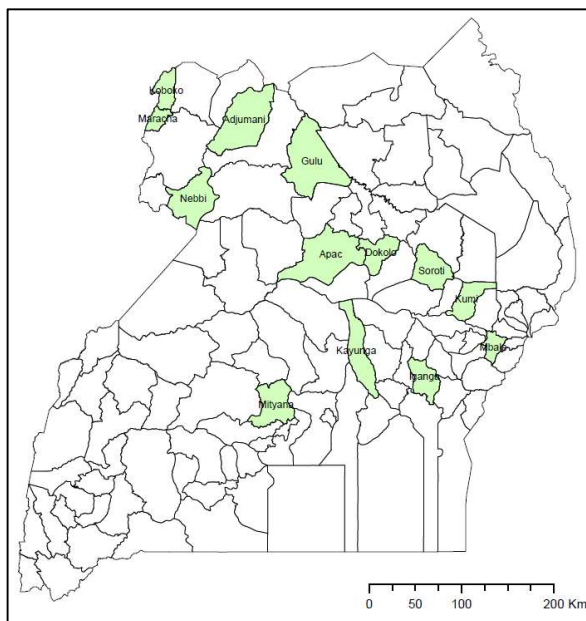 Koboko
Maracha
Adjumani
Gulu
Nebbi
Apac
Dokolo
Soroti
Kumi
Mbale
Kayunga
Iganga
Mityana
0 50 100 200 Km